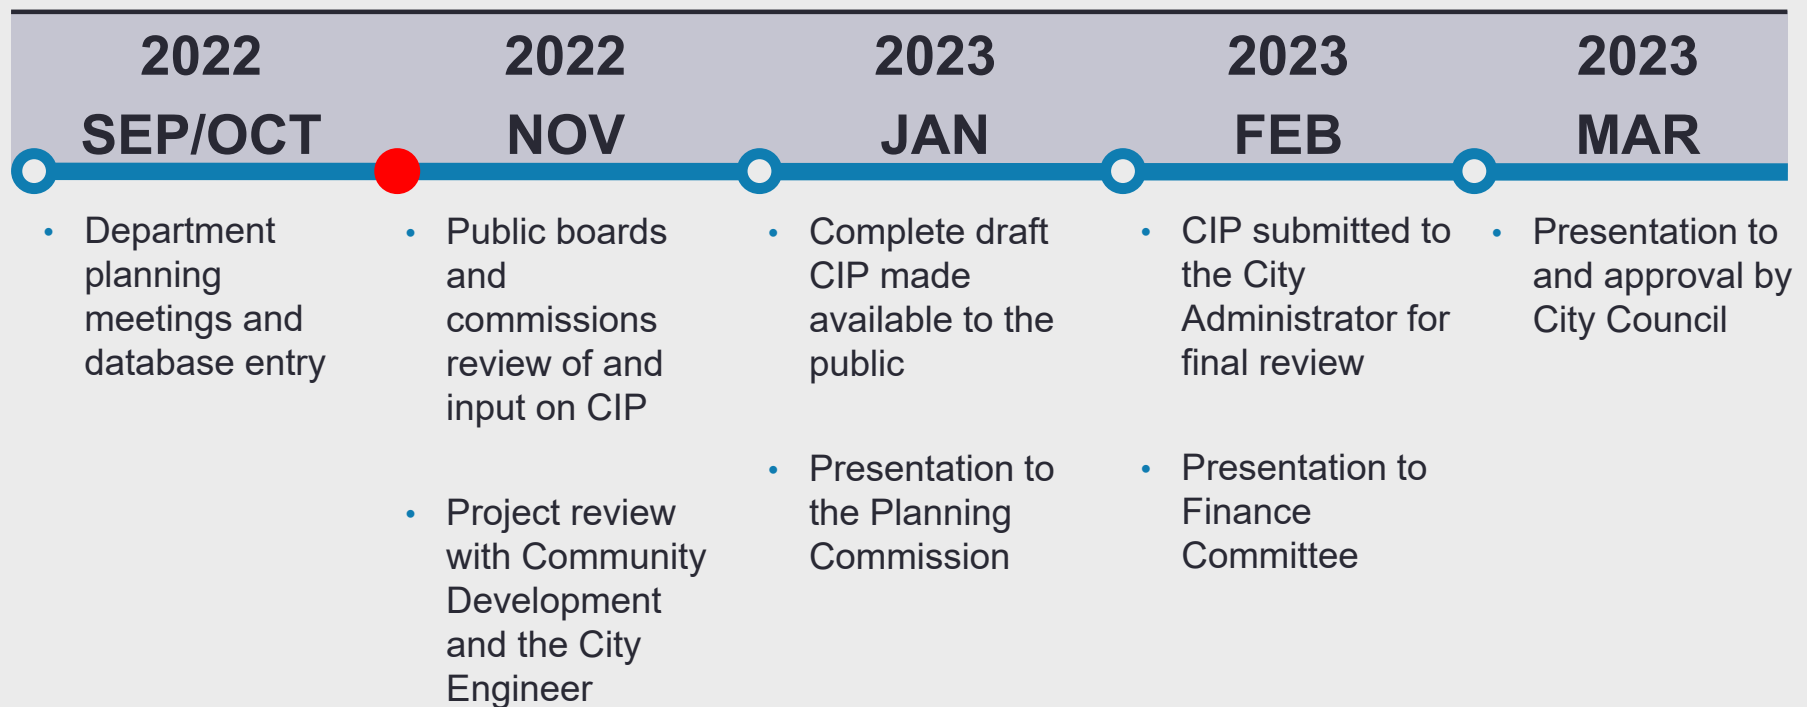 2022
SEP/OCT
• Department
planning
meetings and
database entry
2022
NOV
• Public boards
and
commissions
review of and
input on CIP
• Project review
with Community
Development
and the City
Engineer
2023
JAN
• Complete draft
CIP made
available to the
public
• Presentation to
the Planning
Commission
2023
FEB
• CIP submitted to
the City
Administrator for
final review
• Presentation to
Finance
Committee
2023
MAR
• Presentation to
and approval by
City Council